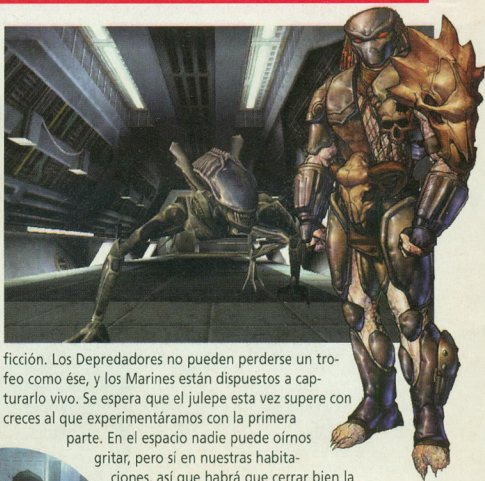 ficción. Los Depredadores no pueden perderse un tro-
feo como ése, y los Marines están dispuestos a cap-
turarlo vivo. Se espera que el julepe esta vez supere con
creces al que experimentáramos con la primera
parte. En el espacio nadie puede oírnos
gritar, pero sí en nuestras habita-
ciones, así que habrá que cerrar bien la